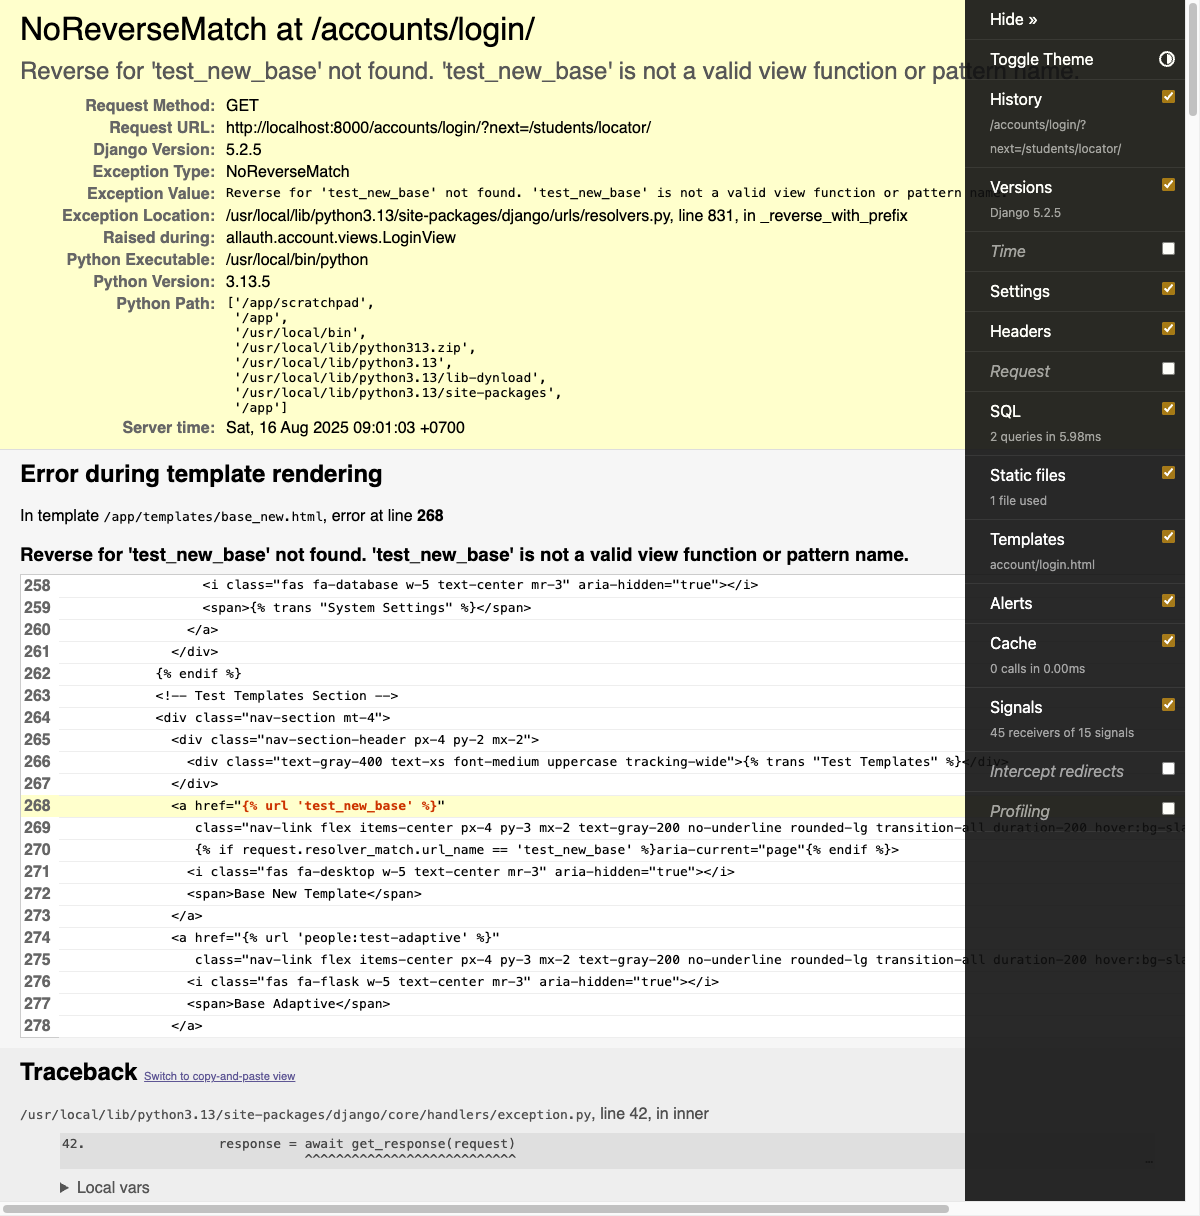 NoReverseMatch at /accounts/login/
Reverse for 'test_new_base' not found. 'test_new_base' is not a valid view function or pattern name.
Request Method: GET
Request URL: http://localhost:8000/accounts/login/?next=/students/locator/
Django Version: 5.2.5
Exception Type: NoReverseMatch
Exception Value: Reverse for 'test_new_base' not found. 'test_new_base' is not a valid view function or pattern name.
Exception Location: /usr/local/lib/python3.13/site-packages/django/urls/resolvers.py, line 831, in _reverse_with_prefix
Raised during: allauth.account.views.LoginView
Python Executable: /usr/local/bin/python
Python Version: 3.13.5
Python Path: ['/app/scratchpad',
'/app',
'/usr/local/bin',
'/usr/local/lib/python313.zip',
'/usr/local/lib/python3.13',
'/usr/local/lib/python3.13/lib-dynload',
'/usr/local/lib/python3.13/site-packages',
'/app']
Server time: Sat, 16 Aug 2025 09:01:03 +0700
Error during template rendering
In template /app/templates/base_new.html, error at line 268
Reverse for 'test_new_base' not found. 'test_new_base' is not a valid view function or pattern name.
258 <i class="fas fa-database w-5 text-center mr-3" aria-hidden="true"></i>
259 <span>{% trans "System Settings" %}</span>
260 </a>
261 </div>
262 {% endif %}
263 <!-- Test Templates Section -->
264 <div class="nav-section mt-4">
265 <div class="nav-section-header px-4 py-2 mx-2">
266 <div class="text-gray-400 text-xs font-medium uppercase tracking-wide">{% trans "Test Templates" %}</div>
267 </div>
268 <a href="{% url 'test_new_base' %}"
269 class="nav-link flex items-center px-4 py-3 mx-2 text-gray-200 no-underline rounded-lg transition-all duration-200 hover:bg-sla
270 {% if request.resolver_match.url_name == 'test_new_base' %}aria-current="page"{% endif %}>
271 <i class="fas fa-desktop w-5 text-center mr-3" aria-hidden="true"></i>
272 <span>Base New Template</span>
273 </a>
274 <a href="{% url 'people:test-adaptive' %}"
275 class="nav-link flex items-center px-4 py-3 mx-2 text-gray-200 no-underline rounded-lg transition-all duration-200 hover:bg-sla
276 <i class="fas fa-flask w-5 text-center mr-3" aria-hidden="true"></i>
277 <span>Base Adaptive</span>
278 </a>
Traceback Switch to copy-and-paste view
/usr/local/lib/python3.13/site-packages/django/core/handlers/exception.py, line 42, in inner
42. response = await get_response(request)
^^^^^^^^^^^^^^^^^^^^^^^^^^^
▶ Local vars
Hide »
Toggle Theme
History
/accounts/login/?
next=/students/locator/
Versions
Django 5.2.5
Time
Settings
Headers
Request
SQL
2 queries in 5.98ms
Static files
1 file used
Templates
account/login.html
Alerts
Cache
0 calls in 0.00ms
Signals
45 receivers of 15 signals
Intercept redirects
Profiling